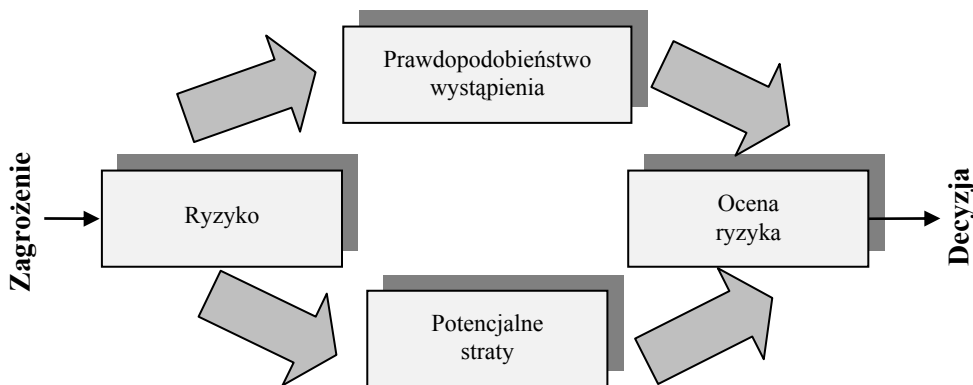 Zagrożenie
Ryzyko
Prawdopodobieństwo
wystąpienia
Potencjalne
straty
Ocena
ryzyka
Decyzja